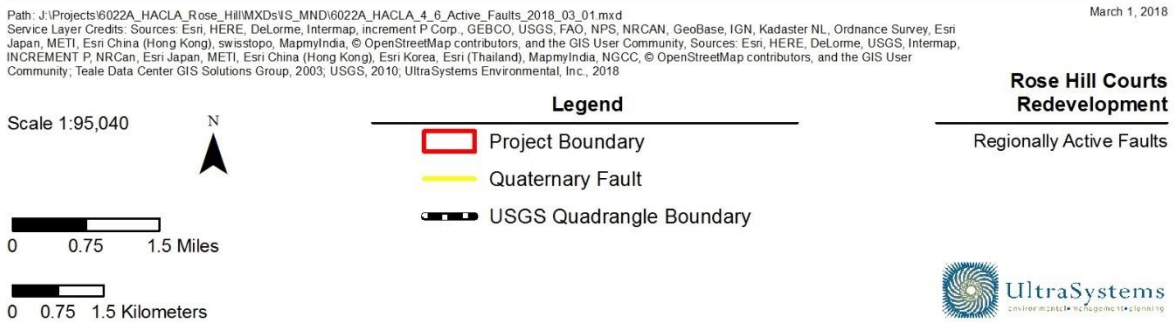 Path: J:\Projects\6022A_HACLA_Rose_Hill\MXDs\IS_MND\6022A_HACLA_4_6_Active_Faults_2018_03_01.mxd
March 1, 2018
Service Layer Credits: Sources: Esri, HERE, DeLorme, Intermap, increment P Corp., GEBCO, USGS, FAO, NPS, NRCAN, GeoBase, IGN, Kadaster NL, Ordnance Survey, Esri
Japan, METI, Esri China (Hong Kong), swisstopo, MapmyIndia, © OpenStreetMap contributors, and the GIS User Community, Sources: Esri, HERE, DeLorme, USGS, Intermap,
INCREMENT P, NRCan, Esri Japan, METI, Esri China (Hong Kong), Esri Korea, Esri (Thailand), MapmyIndia, NGCC, © OpenStreetMap contributors, and the GIS User
Community; Teale Data Center GIS Solutions Group, 2003; USGS, 2010; UltraSystems Environmental, Inc., 2018
Scale 1:95,040
N
0 0.75 1.5 Miles
0 0.75 1.5 Kilometers
Legend
Project Boundary
Quaternary Fault
USGS Quadrangle Boundary
Rose Hill Courts
Redevelopment
Regionally Active Faults
UltraSystems
environmental•management•planning